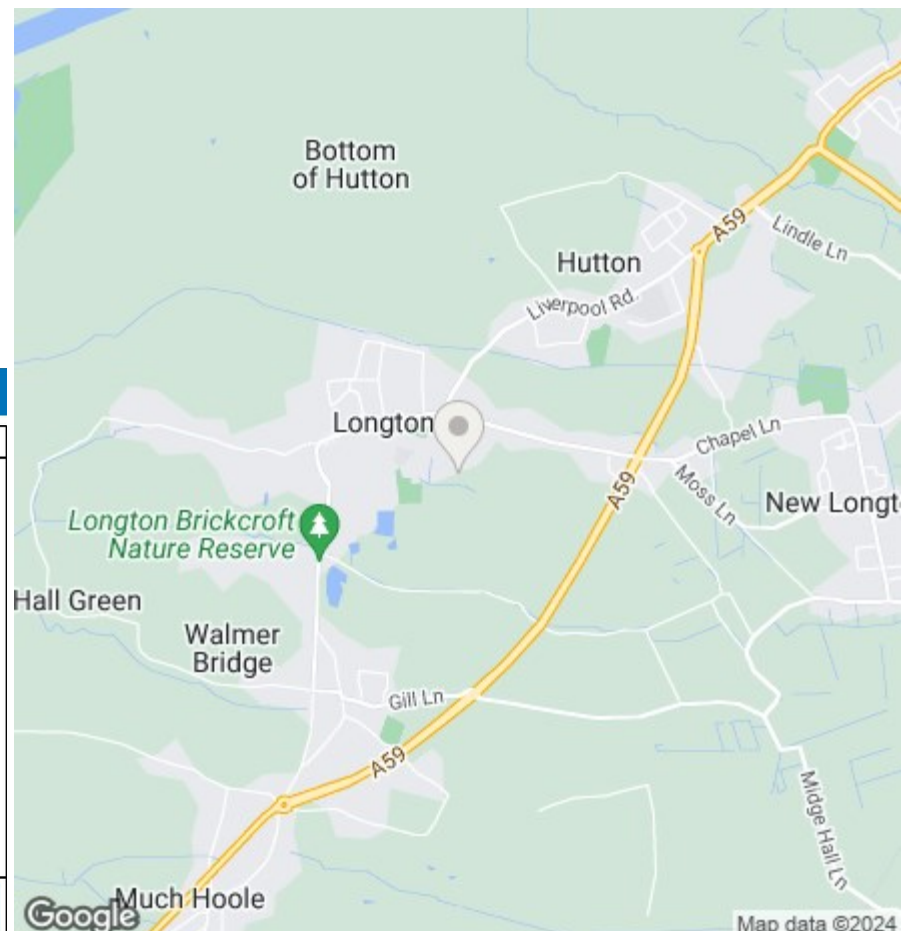 Bottom
of Hutton
A59
Lindle Ln
Hutton
Liverpool Rd.
Longton
Chapel Ln
Moss Ln
A59
New Longt
Longton Brickcroft
Nature Reserve
Hall Green
Walmer
Bridge
Gill Ln
A59
Midge Hall Ln
Much Hoole
Google
Map data ©2024